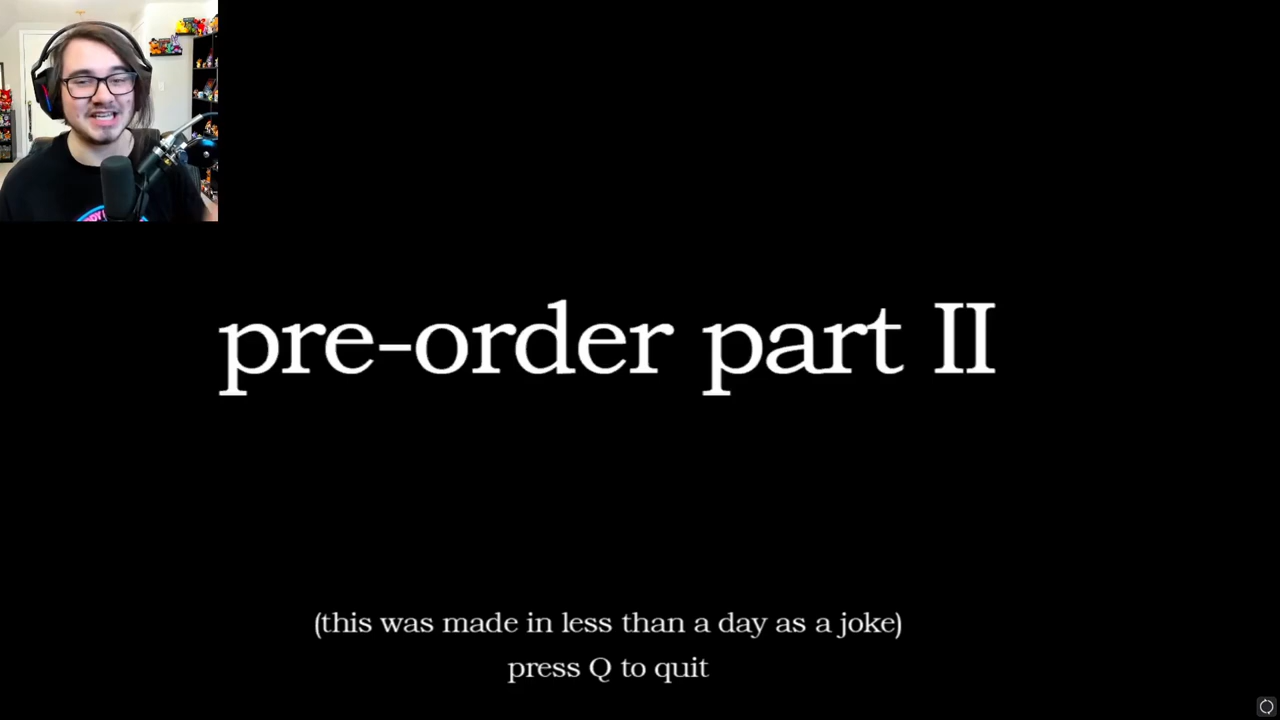 pre-order part II
(this was made in less than a day as a joke)
press Q to quit